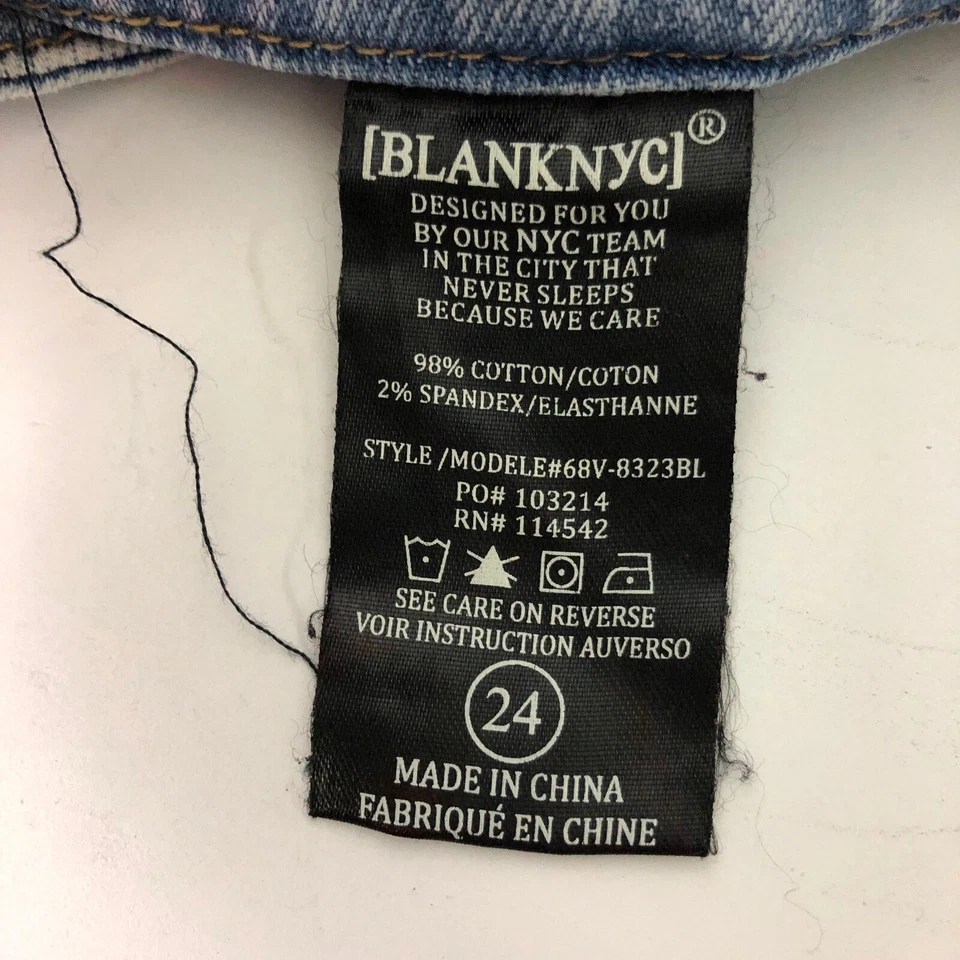 [BLANKNYC]®
DESIGNED FOR YOU
BY OUR NYC TEAM
IN THE CITY THAT
NEVER SLEEPS
BECAUSE WE CARE
98% COTTON/COTON
2% SPANDEX/ELASTHANNE
STYLE /MODELE#68V-8323BL
PO# 103214
RN# 114542
SEE CARE ON REVERSE
VOIR INSTRUCTION AUVERSO
24
MADE IN CHINA
FABRIQUÉ EN CHINE